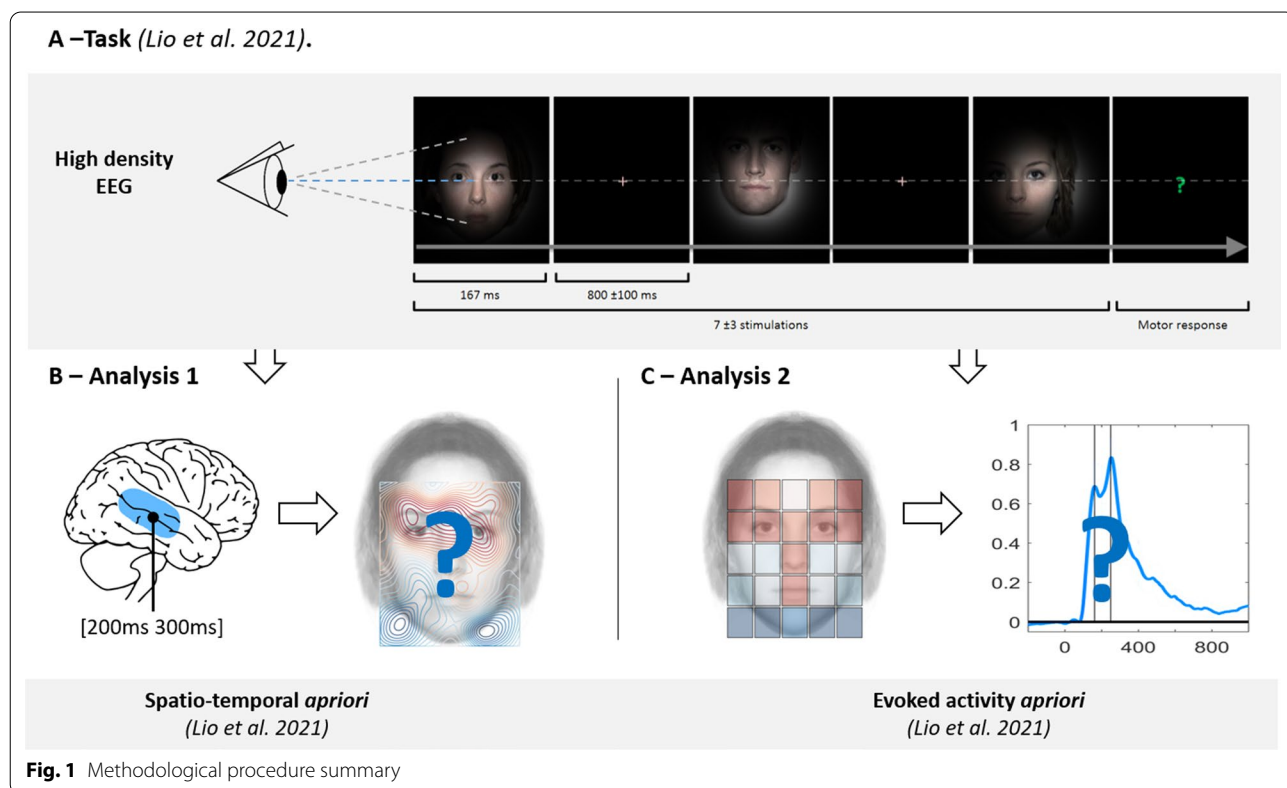 A –Task (Lio et al. 2021).
High density
EEG
?
167 ms
800 ±100 ms
7 ±3 stimulations
Motor response
B – Analysis 1
?
[200ms 300ms]
Spatio-temporal apriori
(Lio et al. 2021)
C – Analysis 2
1
0.8
0.6
0.4
0.2
0
?
0 400 800
Evoked activity apriori
(Lio et al. 2021)
Fig. 1 Methodological procedure summary